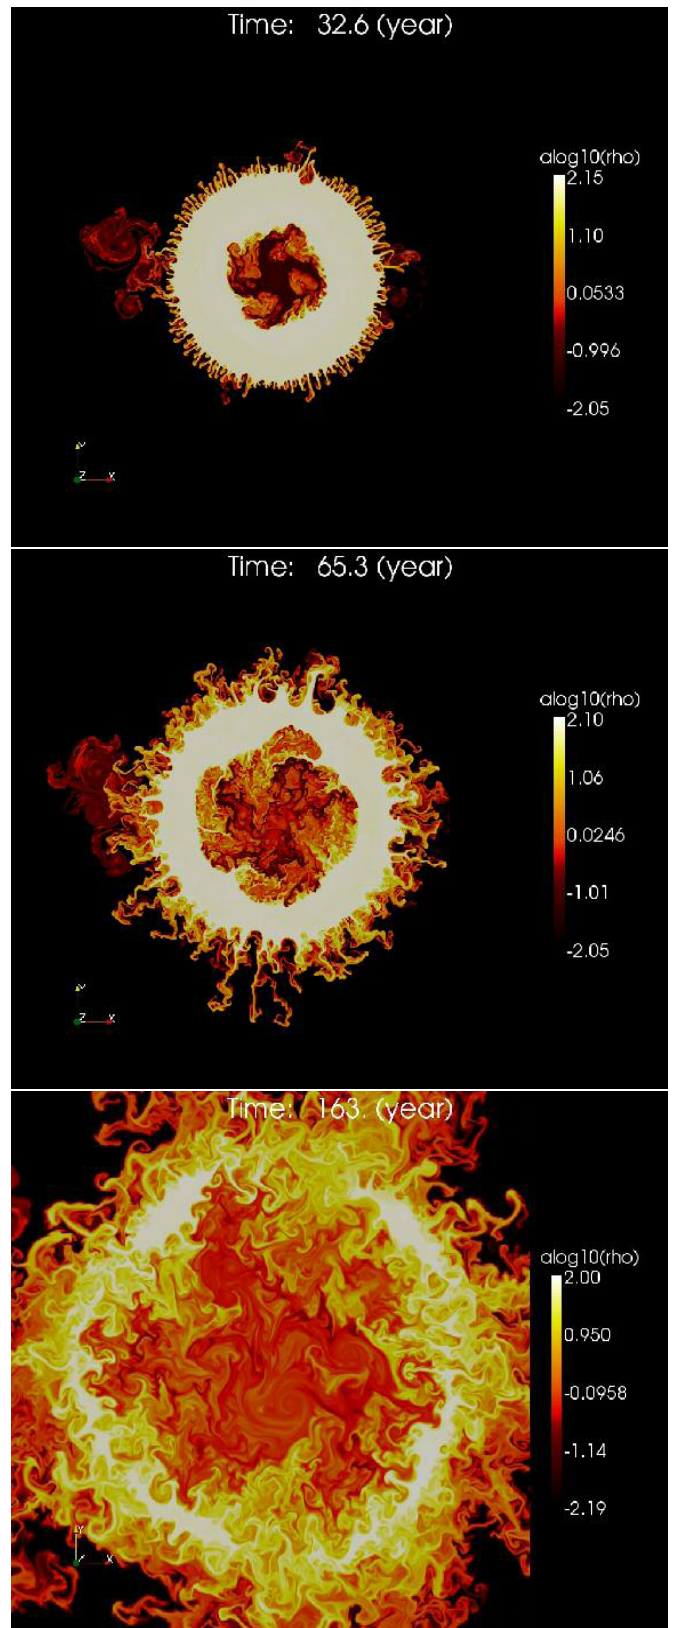 Time: 32.6 (year)
alog10(rho)
2.15
1.10
0.0533
-0.996
-2.05
Y
Z X
Time: 65.3 (year)
alog10(rho)
2.10
1.06
0.0246
-1.01
-2.05
Y
Z X
Time: 163. (year)
alog10(rho)
2.00
0.950
-0.0958
-1.14
-2.19
Y
X